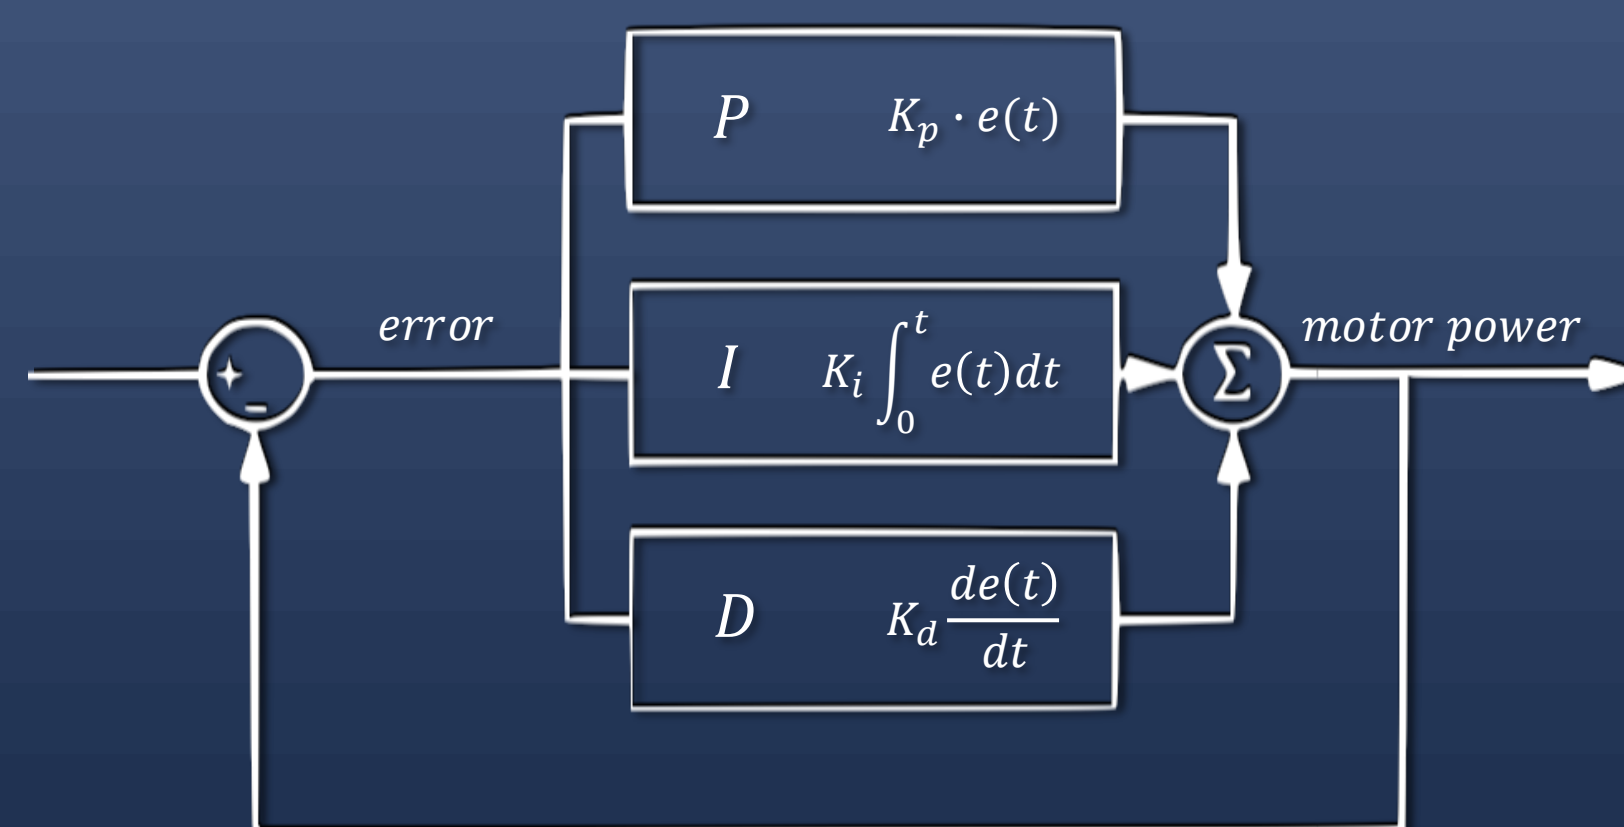 P K_p · e(t)
error
I K_i ∫_0^t e(t)dt
Σ
motor power
+
−
D K_d de(t)/dt